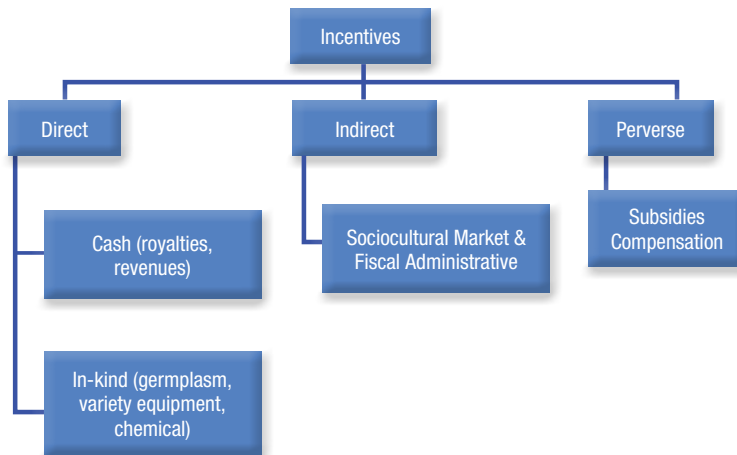 Incentives
Direct
Indirect
Perverse
Cash (royalties,
revenues)
In-kind (germplasm,
variety equipment,
chemical)
Sociocultural Market &
Fiscal Administrative
Subsidies
Compensation